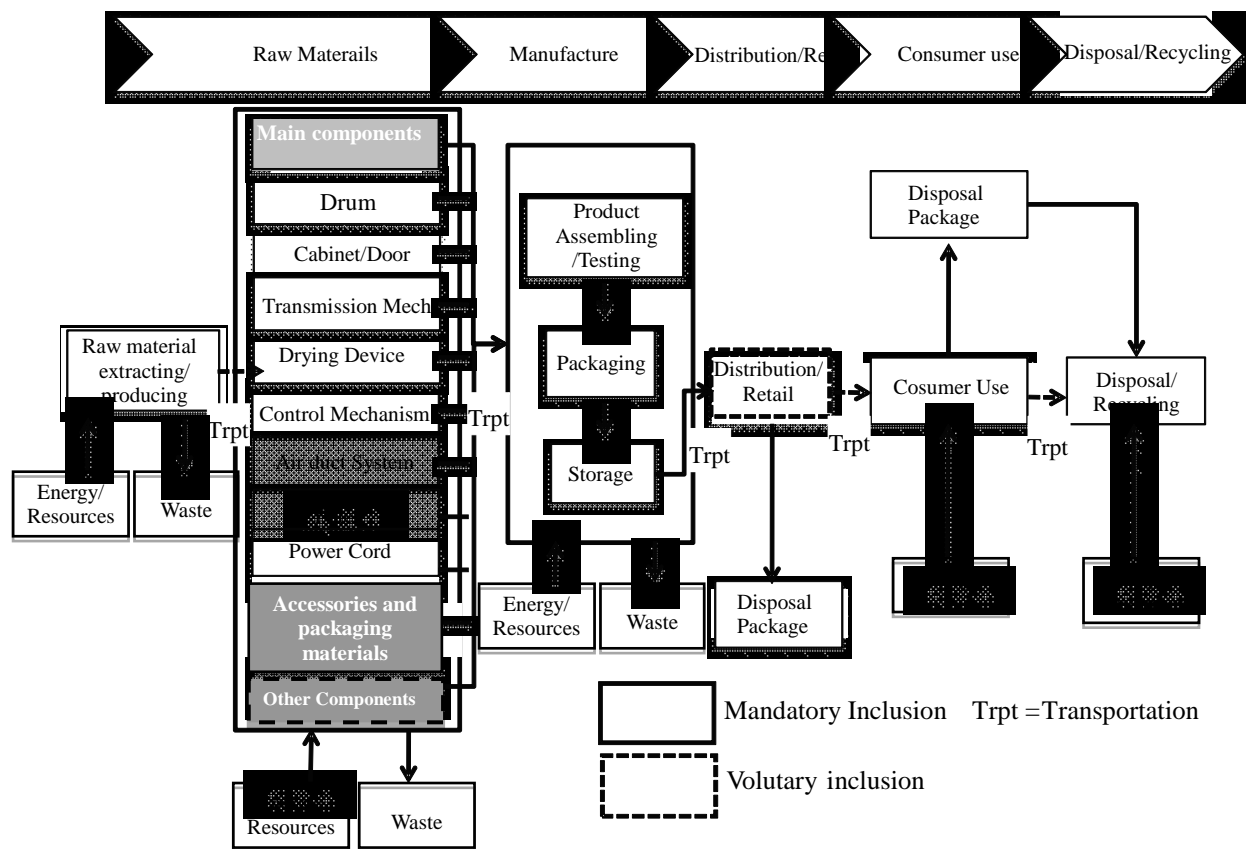 Raw Materails
Manufacture
Distribution/Re
Consumer use
Disposal/Recycling
Main components
Drum
Cabinet/Door
Transmission Mech
Drying Device
Control Mechanism
Air duct System
Power Cord
Accessories and
packaging
materials
Other Components
Raw material
extracting/
producing
Trpt
Energy/
Resources
Waste
Resources
Waste
Trpt
Product
Assembling
/Testing
Packaging
Storage
Energy/
Resources
Waste
Trpt
Distribution/
Retail
Trpt
Disposal
Package
Cosumer Use
Trpt
Disposal
Package
Disposal/
Recycling
Mandatory Inclusion
Trpt =Transportation
Volutary inclusion